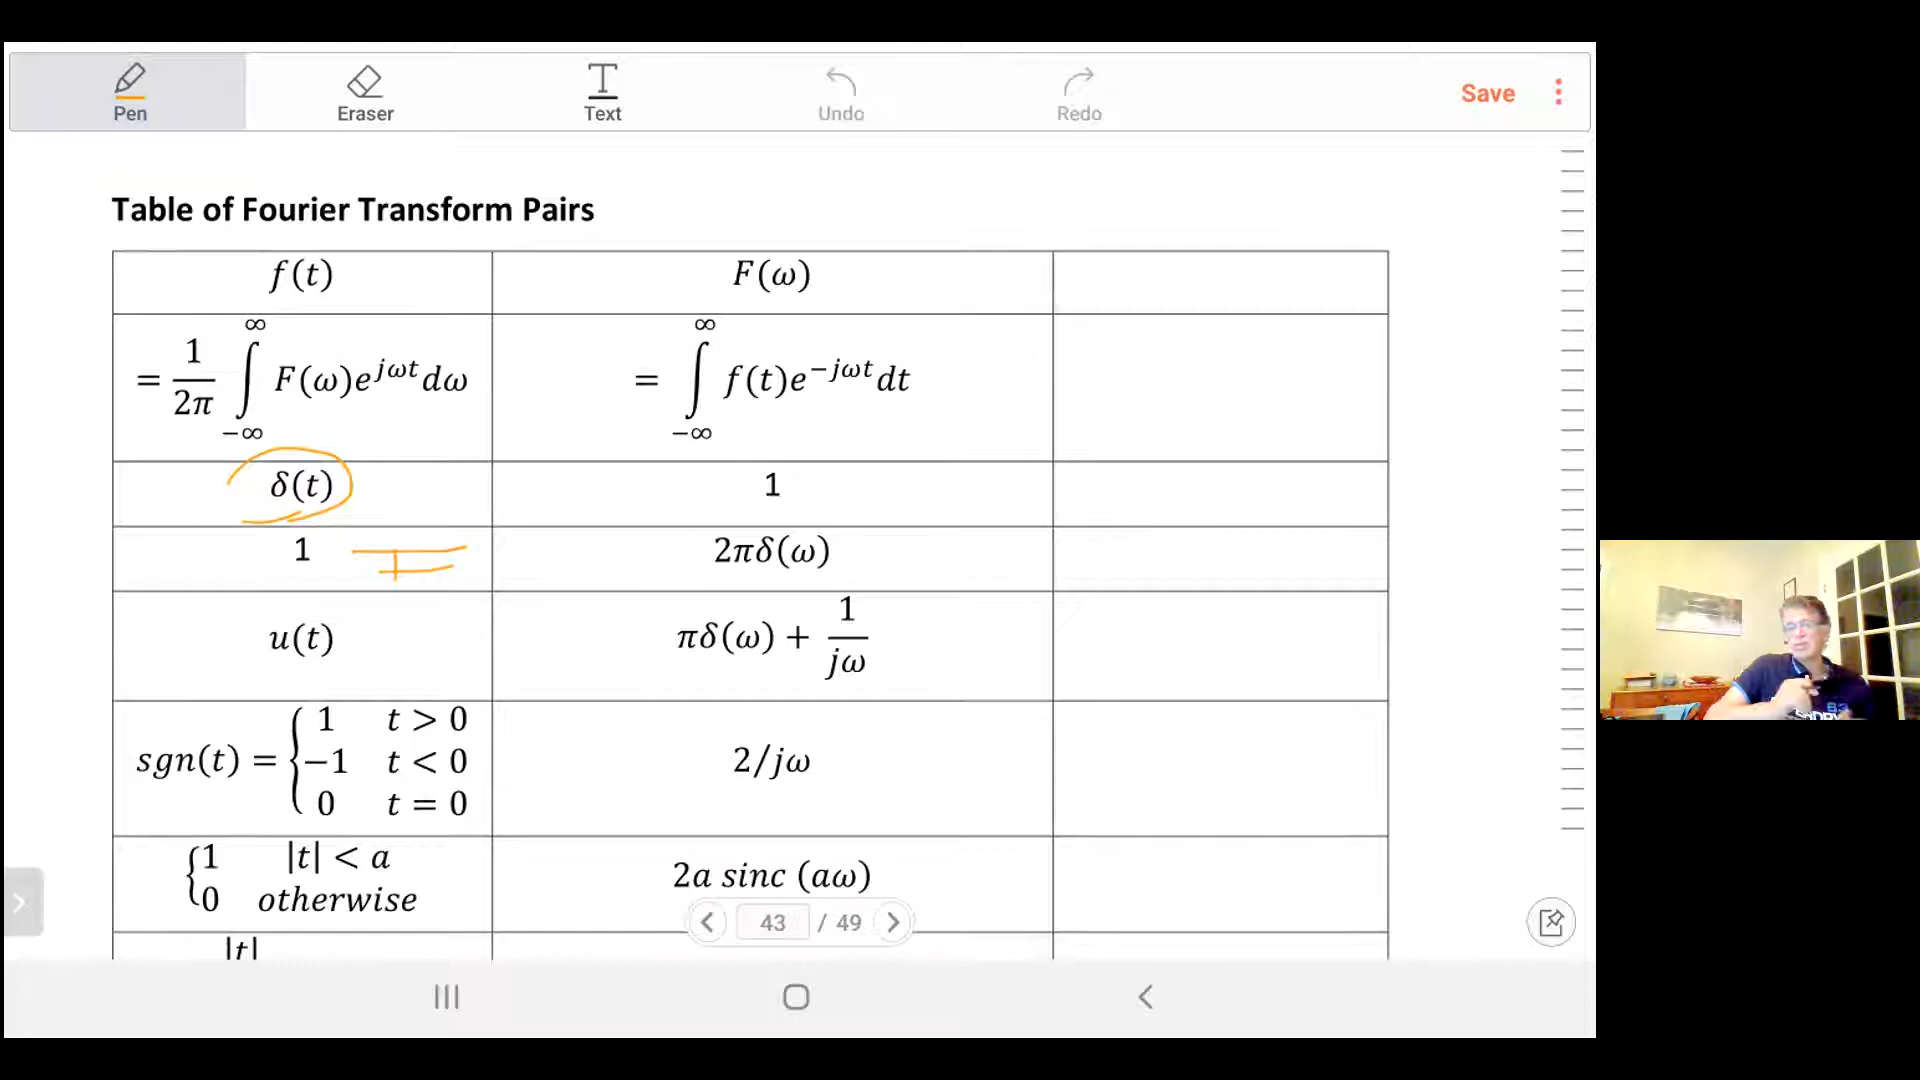 Pen Eraser Text Undo Redo Save
Table of Fourier Transform Pairs
f(t) F(ω)
= 1/2π ∫_{-∞}^{∞} F(ω)e^{jωt}dω = ∫_{-∞}^{∞} f(t)e^{-jωt}dt
δ(t) 1
1 2πδ(ω)
u(t) πδ(ω) + 1/jω
sgn(t) = { 1 t > 0
−1 t < 0 2/jω
0 t = 0
{ 1 |t| < a
0 otherwise 2a sinc (aω)
43 / 49
|t|